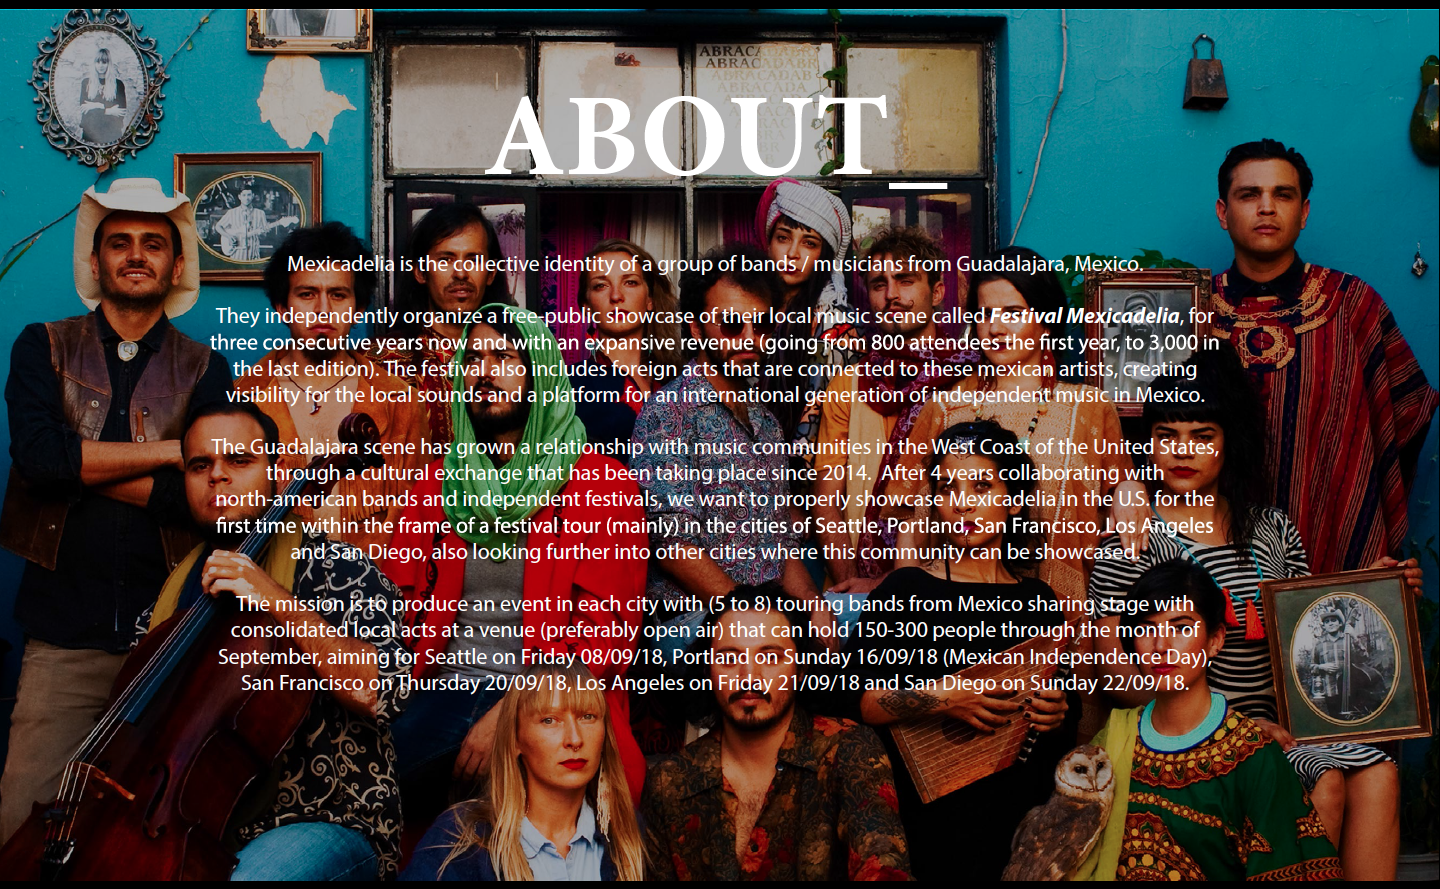 ABRACADABRA
ABRACADABR
ABRACADAB
ABRACADA
ABOUT_
Mexicadelia is the collective identity of a group of bands / musicians from Guadalajara, Mexico.
They independently organize a free-public showcase of their local music scene called Festival Mexicadelia, for
three consecutive years now and with an expansive revenue (going from 800 attendees the first year, to 3,000 in
the last edition). The festival also includes foreign acts that are connected to these mexican artists, creating
visibility for the local sounds and a platform for an international generation of independent music in Mexico.
The Guadalajara scene has grown a relationship with music communities in the West Coast of the United States,
through a cultural exchange that has been taking place since 2014.  After 4 years collaborating with
north-american bands and independent festivals, we want to properly showcase Mexicadelia in the U.S. for the
first time within the frame of a festival tour (mainly) in the cities of Seattle, Portland, San Francisco, Los Angeles
and San Diego, also looking further into other cities where this community can be showcased.
The mission is to produce an event in each city with (5 to 8) touring bands from Mexico sharing stage with
consolidated local acts at a venue (preferably open air) that can hold 150-300 people through the month of
September, aiming for Seattle on Friday 08/09/18, Portland on Sunday 16/09/18 (Mexican Independence Day),
San Francisco on Thursday 20/09/18, Los Angeles on Friday 21/09/18 and San Diego on Sunday 22/09/18.